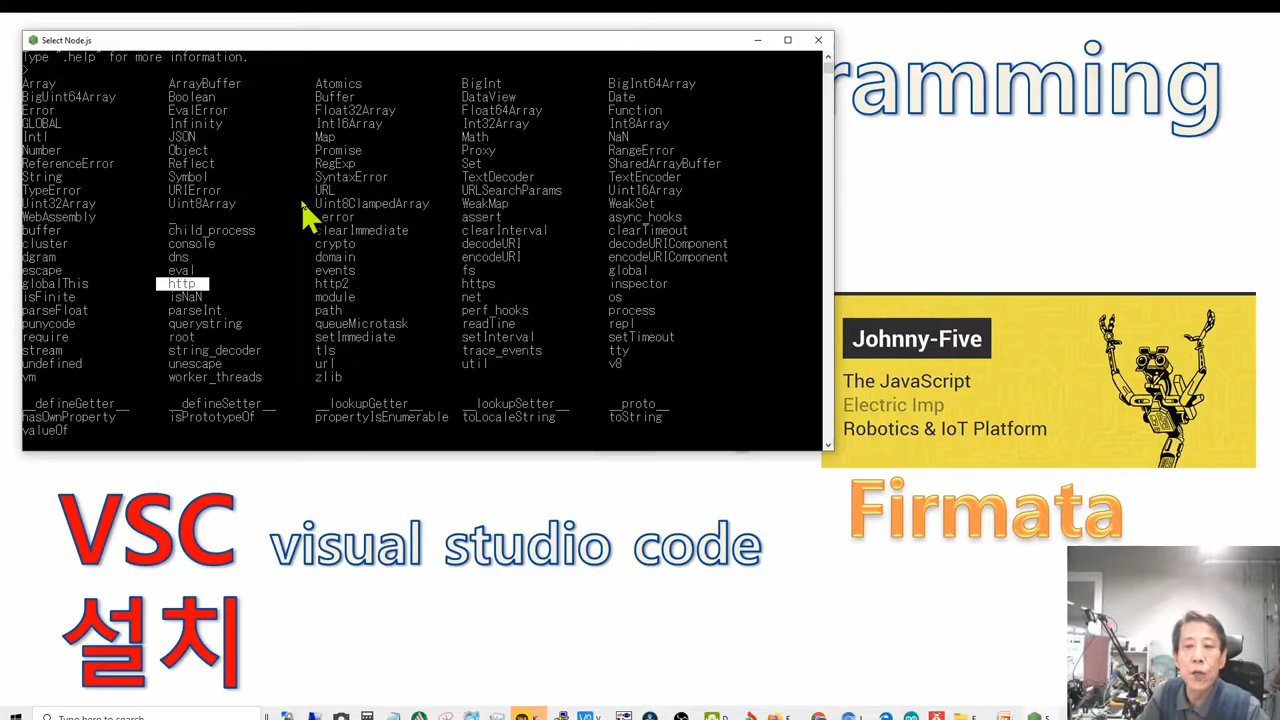 Select Node.js
Type ".help" for more information.
>
Array ArrayBuffer Atomics BigInt BigInt64Array
BigUint64Array Boolean Buffer DataView Date
Error EvalError Float32Array Float64Array Function
GLOBAL Infinity Int16Array Int32Array Int8Array
Intl JSON Map Math NaN
Number Object Promise Proxy RangeError
ReferenceError Reflect RegExp Set SharedArrayBuffer
String Symbol SyntaxError TextDecoder TextEncoder
TypeError URIError URL URLSearchParams Uint16Array
Uint32Array Uint8Array Uint8ClampedArray WeakMap WeakSet
WebAssembly _ _error assert async_hooks
buffer child_process clearImmediate clearInterval clearTimeout
cluster console crypto decodeURI decodeURIComponent
dgram dns domain encodeURI encodeURIComponent
escape eval events fs global
globalThis http http2 https inspector
isFinite isNaN module net os
parseFloat parseInt path perf_hooks process
punycode querystring queueMicrotask readline repl
require root setImmediate setInterval setTimeout
stream string_decoder tls trace_events tty
undefined unescape url util v8
vm worker_threads zlib
__defineGetter__ __defineSetter__ __lookupGetter__ __lookupSetter__ __proto__
hasOwnProperty isPrototypeOf propertyIsEnumerable toLocaleString toString
valueOf
ramming
Johnny-Five
The JavaScript
Electric Imp
Robotics & IoT Platform
Firmata
VSC visual studio code
설치
Type here to search